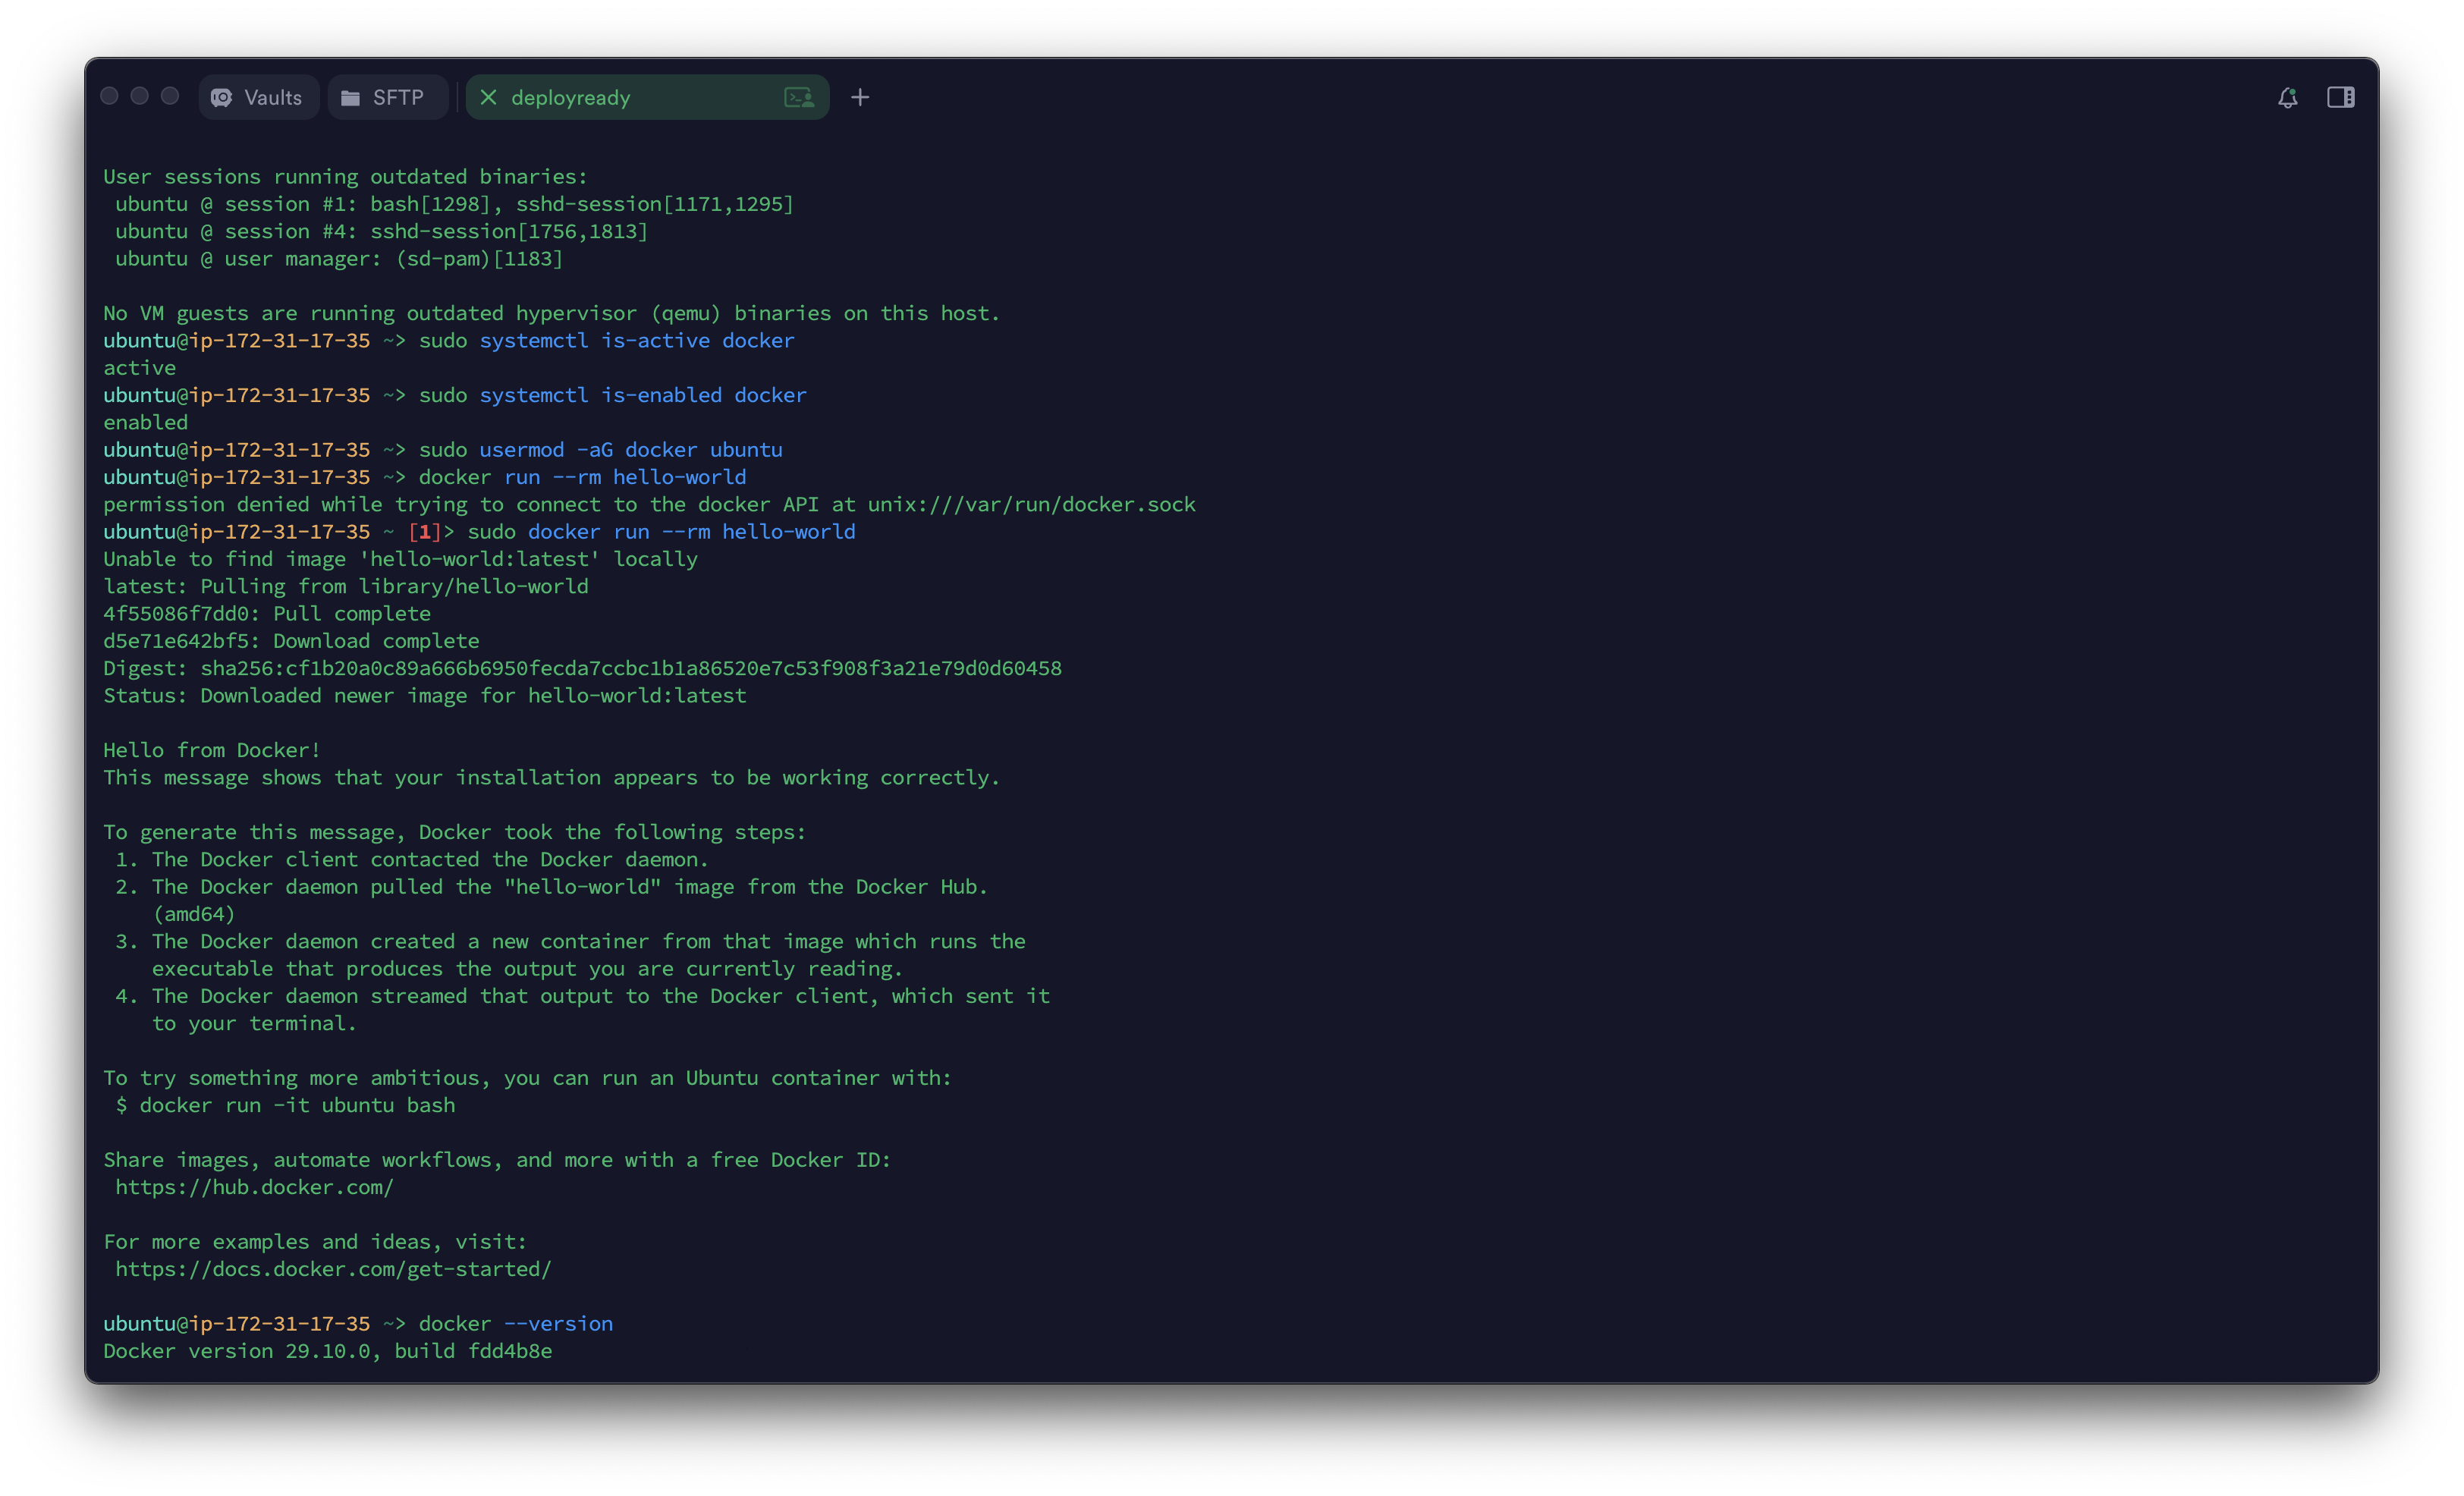 Vaults SFTP deployready
User sessions running outdated binaries:
 ubuntu @ session #1: bash[1298], sshd-session[1171,1295]
 ubuntu @ session #4: sshd-session[1756,1813]
 ubuntu @ user manager: (sd-pam)[1183]
No VM guests are running outdated hypervisor (qemu) binaries on this host.
ubuntu@ip-172-31-17-35 ~> sudo systemctl is-active docker
active
ubuntu@ip-172-31-17-35 ~> sudo systemctl is-enabled docker
enabled
ubuntu@ip-172-31-17-35 ~> sudo usermod -aG docker ubuntu
ubuntu@ip-172-31-17-35 ~> docker run --rm hello-world
permission denied while trying to connect to the docker API at unix:///var/run/docker.sock
ubuntu@ip-172-31-17-35 ~ [1]> sudo docker run --rm hello-world
Unable to find image 'hello-world:latest' locally
latest: Pulling from library/hello-world
4f55086f7dd0: Pull complete
d5e71e642bf5: Download complete
Digest: sha256:cf1b20a0c89a666b6950fecda7ccbc1b1a86520e7c53f908f3a21e79d0d60458
Status: Downloaded newer image for hello-world:latest
Hello from Docker!
This message shows that your installation appears to be working correctly.
To generate this message, Docker took the following steps:
 1. The Docker client contacted the Docker daemon.
 2. The Docker daemon pulled the "hello-world" image from the Docker Hub.
    (amd64)
 3. The Docker daemon created a new container from that image which runs the
    executable that produces the output you are currently reading.
 4. The Docker daemon streamed that output to the Docker client, which sent it
    to your terminal.
To try something more ambitious, you can run an Ubuntu container with:
 $ docker run -it ubuntu bash
Share images, automate workflows, and more with a free Docker ID:
 https://hub.docker.com/
For more examples and ideas, visit:
 https://docs.docker.com/get-started/
ubuntu@ip-172-31-17-35 ~> docker --version
Docker version 29.10.0, build fdd4b8e